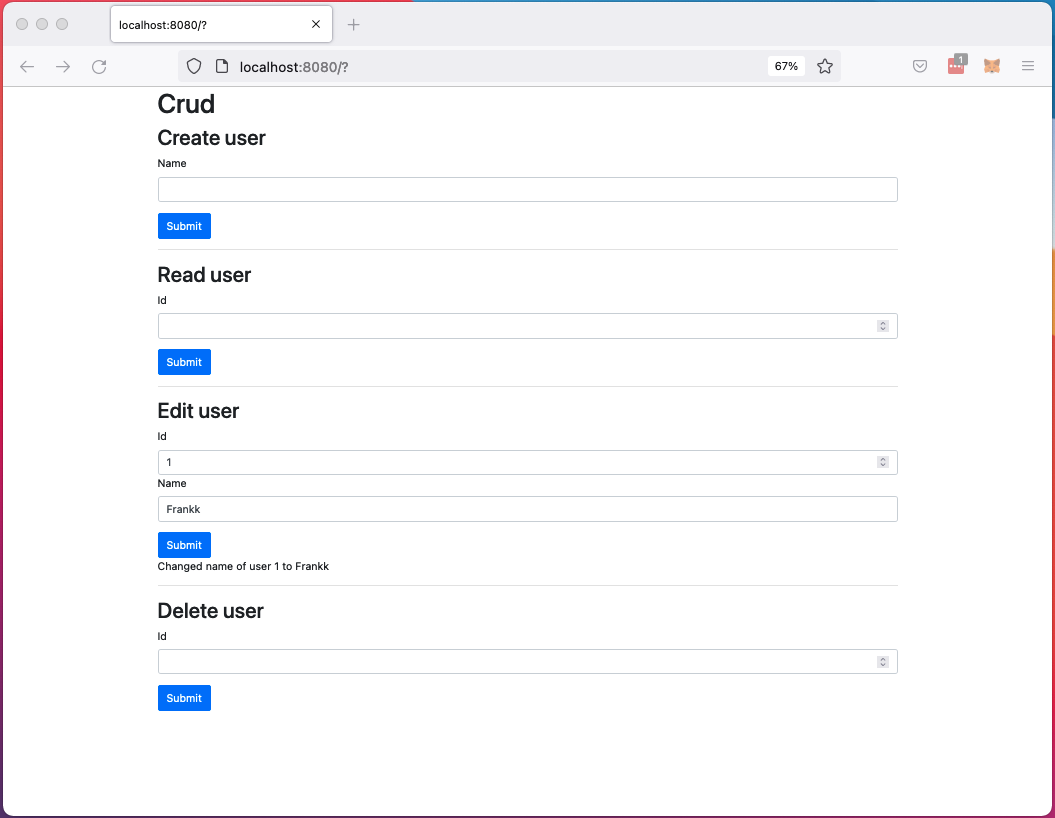 localhost:8080/?
localhost:8080/?
67%
1
Crud
Create user
Name
Submit
Read user
Id
Submit
Edit user
Id
1
Name
Frankk
Submit
Changed name of user 1 to Frankk
Delete user
Id
Submit